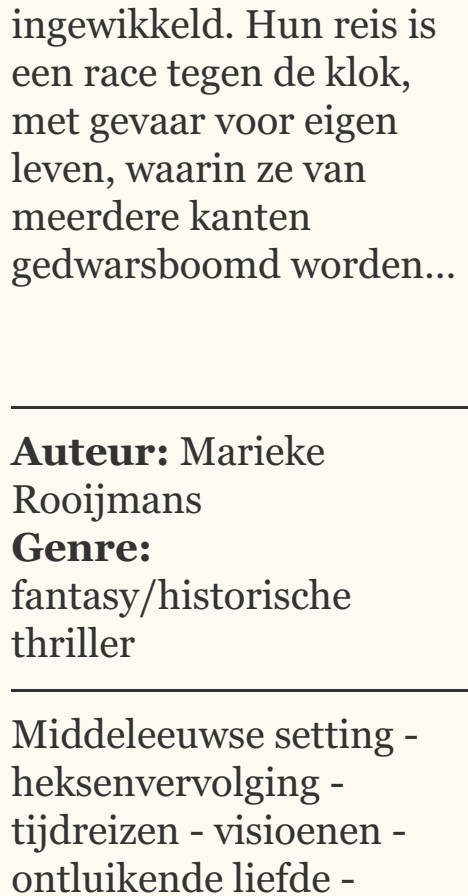 ingewikkeld. Hun reis is
een race tegen de klok,
met gevaar voor eigen
leven, waarin ze van
meerdere kanten
gedwarsboomd worden...
Auteur: Marieke
Rooijmans
Genre:
fantasy/historische
thriller
Middeleeuwse setting -
heksenvervolging -
tijdreizen - visioenen -
ontluikende liefde -